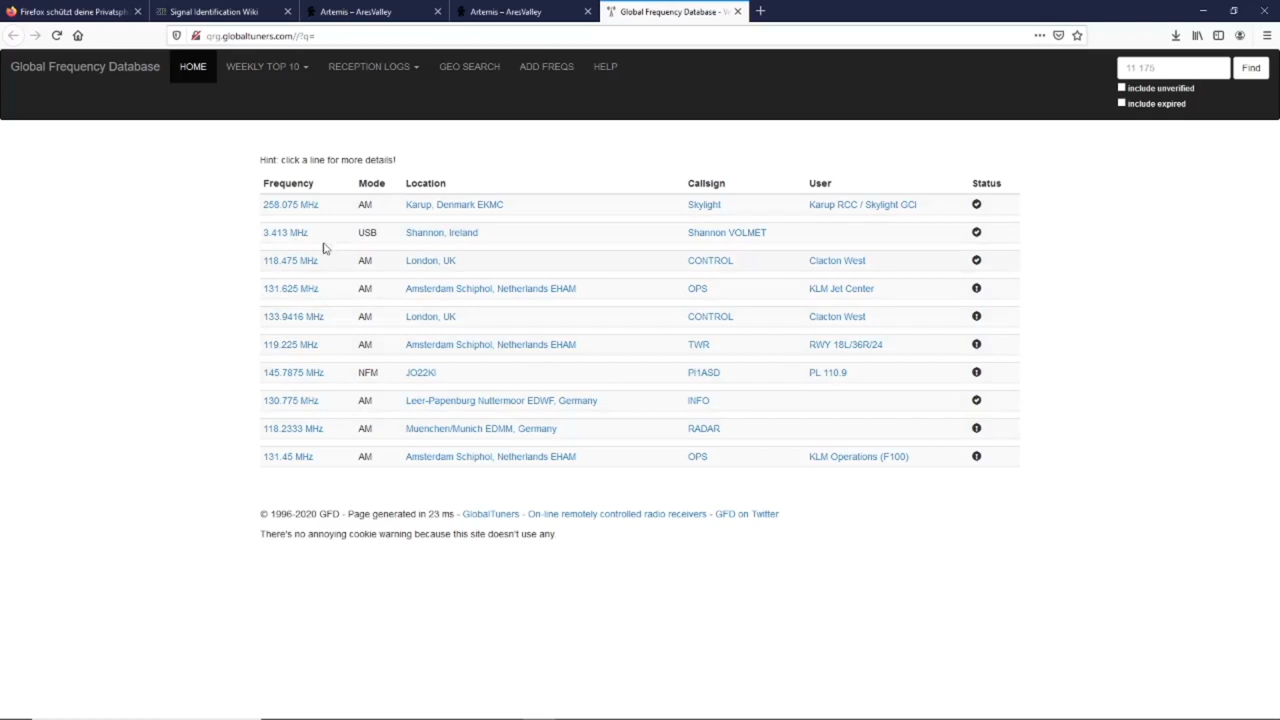 Firefox schützt deine Privatsph
Signal Identification Wiki
Artemis – AresValley
Artemis – AresValley
Global Frequency Database - V
qrg.globaltuners.com//?q=
Global Frequency Database
HOME
WEEKLY TOP 10
RECEPTION LOGS
GEO SEARCH
ADD FREQS
HELP
11 175
Find
include unverified
include expired
Hint: click a line for more details!
Frequency Mode Location Callsign User Status
258.075 MHz AM Karup, Denmark EKMC Skylight Karup RCC / Skylight GCI
3.413 MHz USB Shannon, Ireland Shannon VOLMET
118.475 MHz AM London, UK CONTROL Clacton West
131.625 MHz AM Amsterdam Schiphol, Netherlands EHAM OPS KLM Jet Center
133.9416 MHz AM London, UK CONTROL Clacton West
119.225 MHz AM Amsterdam Schiphol, Netherlands EHAM TWR RWY 18L/36R/24
145.7875 MHz NFM JO22KI PI1ASD PL 110.9
130.775 MHz AM Leer-Papenburg Nuttermoor EDWF, Germany INFO
118.2333 MHz AM Muenchen/Munich EDMM, Germany RADAR
131.45 MHz AM Amsterdam Schiphol, Netherlands EHAM OPS KLM Operations (F100)
© 1996-2020 GFD - Page generated in 23 ms - GlobalTuners - On-line remotely controlled radio receivers - GFD on Twitter
There's no annoying cookie warning because this site doesn't use any